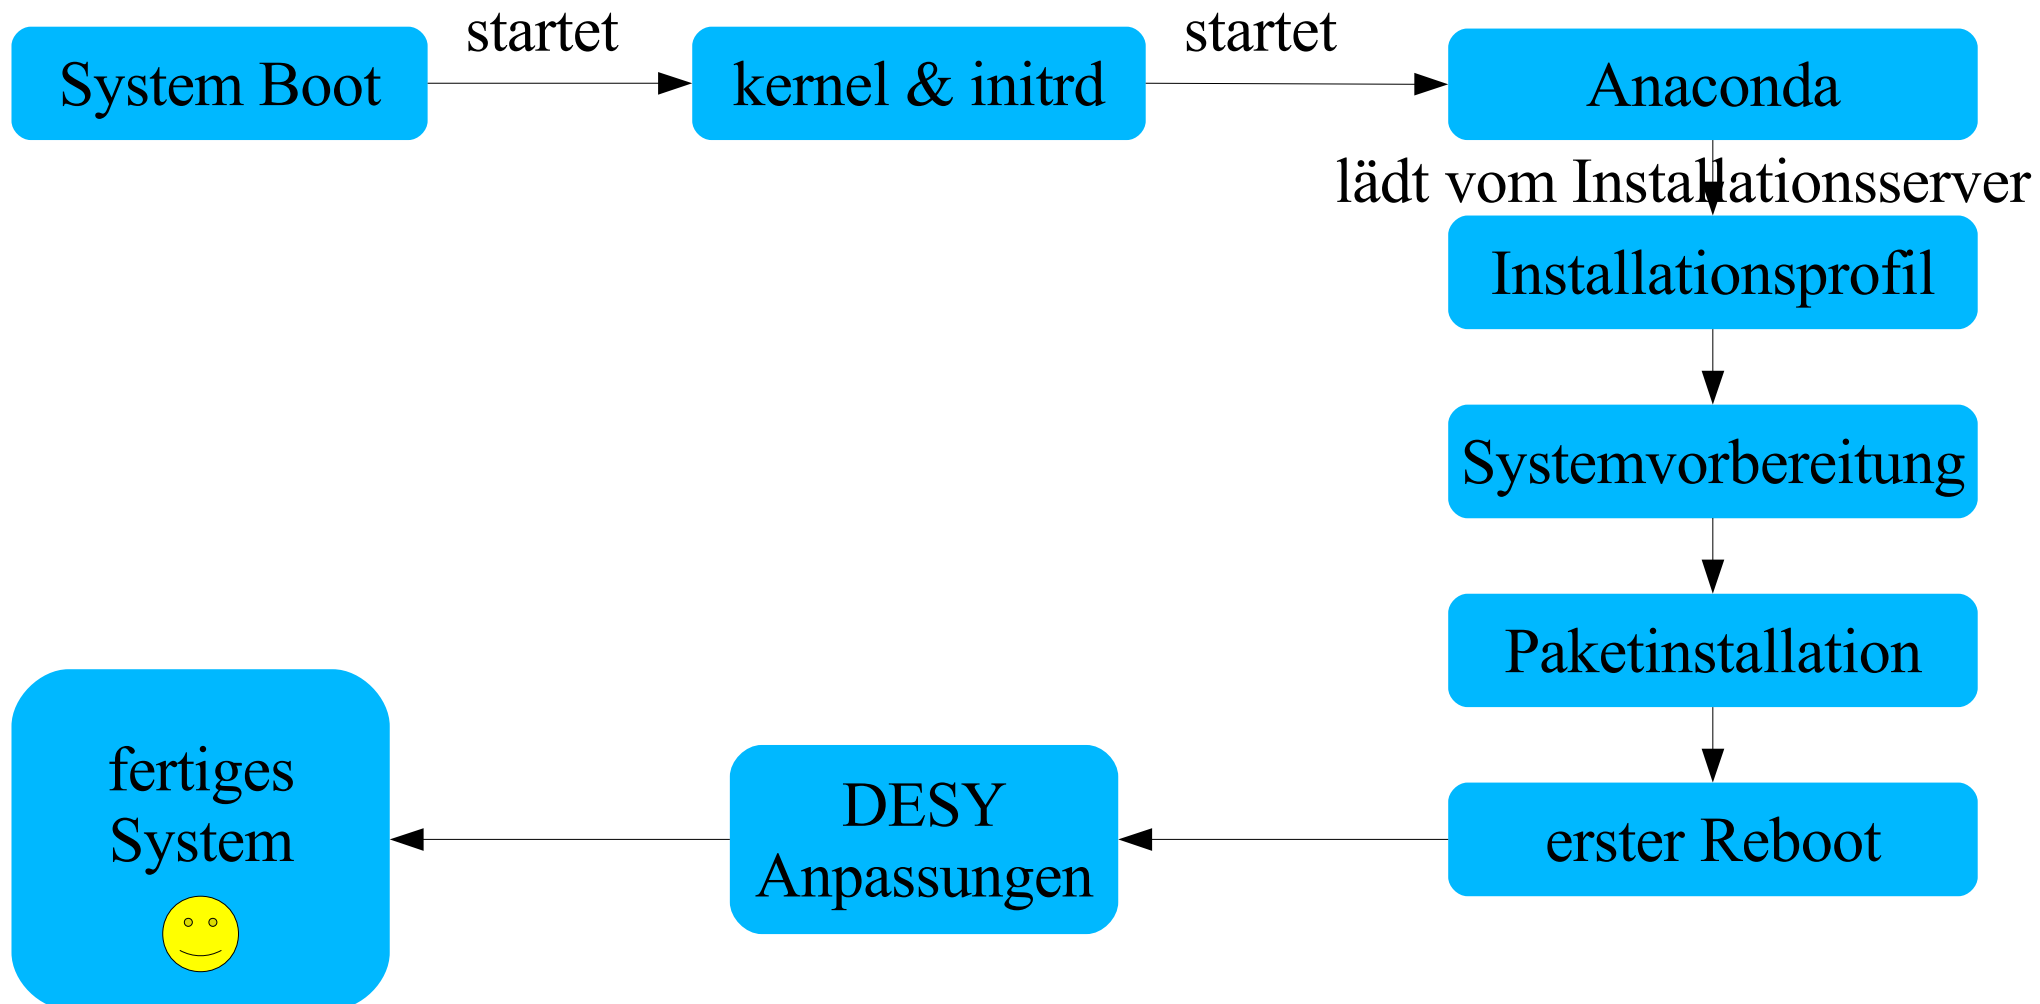 System Boot
startet
kernel & initrd
startet
Anaconda
lädt vom Installationsserver
Installationsprofil
Systemvorbereitung
Paketinstallation
erster Reboot
DESY
Anpassungen
fertiges
System